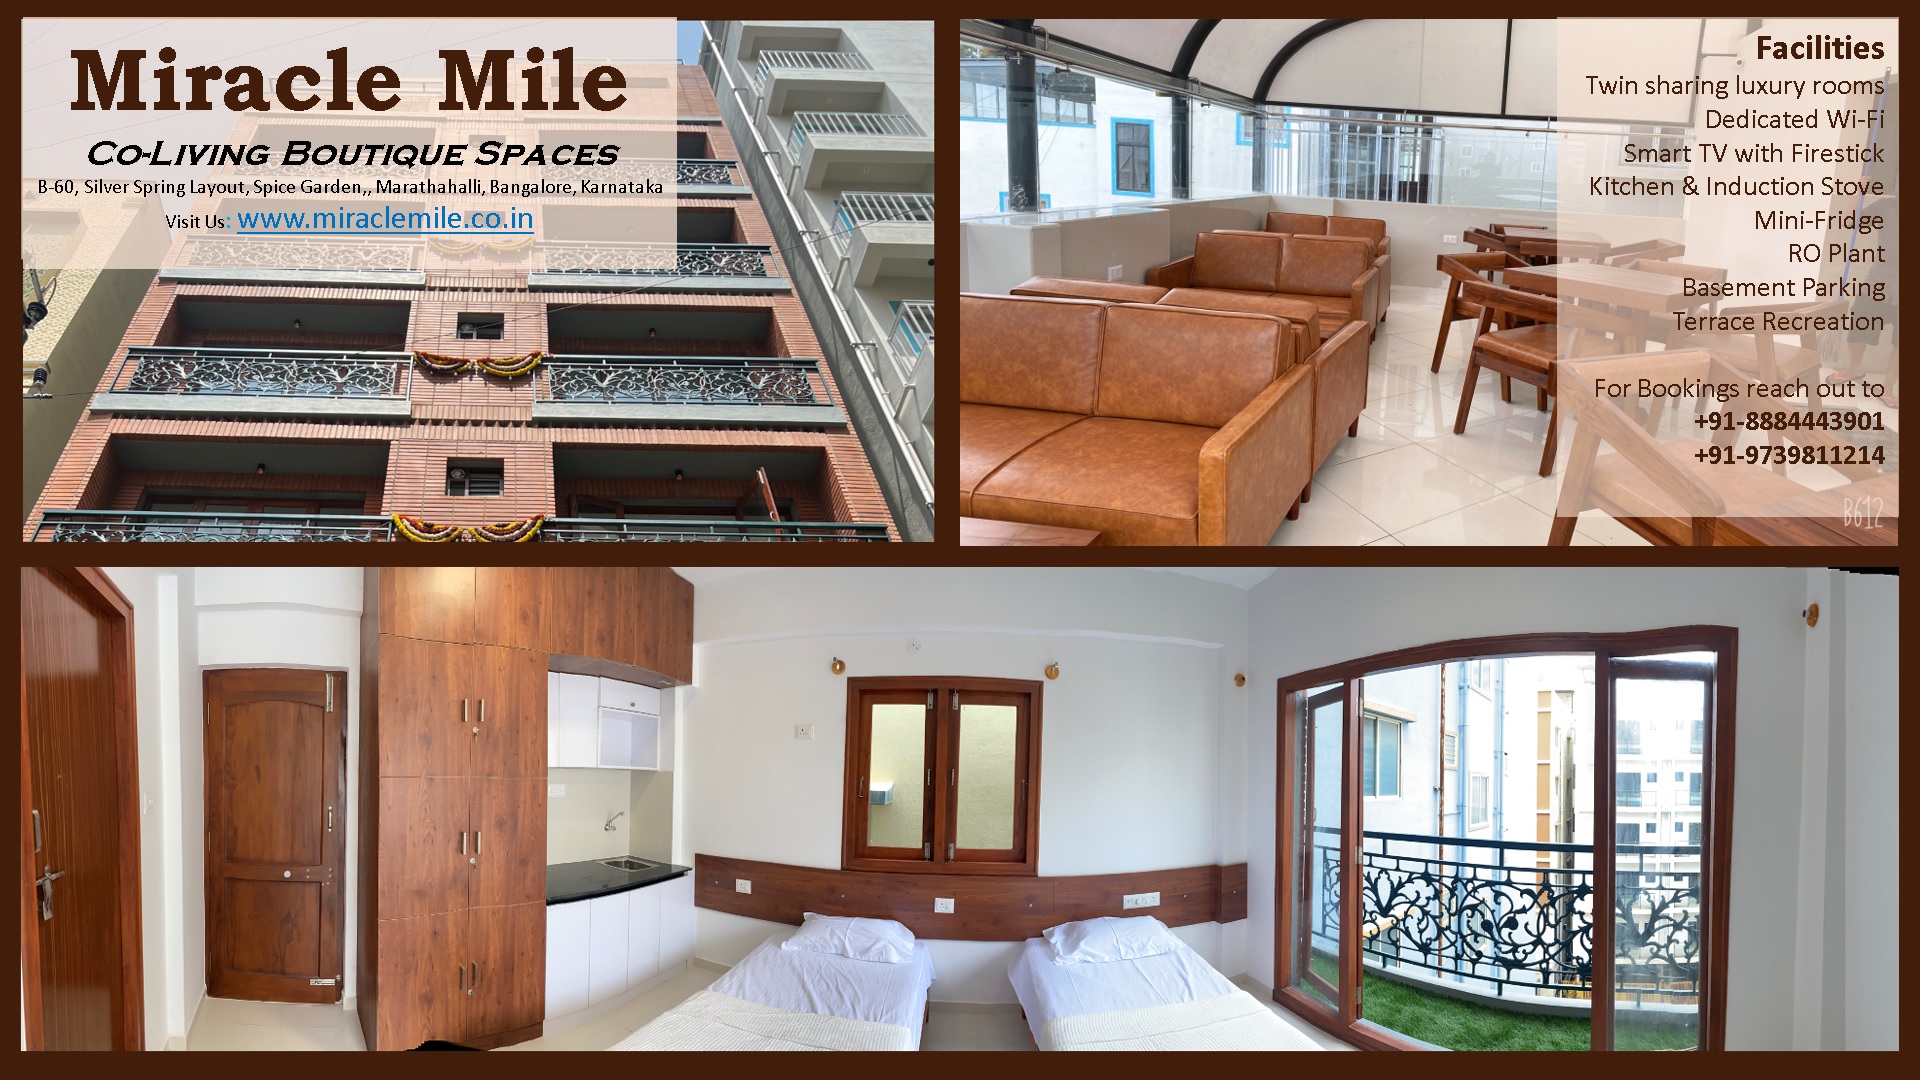 Miracle Mile
Co-Living Boutique Spaces
B-60, Silver Spring Layout, Spice Garden,, Marathahalli, Bangalore, Karnataka
Visit Us: www.miraclemile.co.in
Facilities
Twin sharing luxury rooms
Dedicated Wi-Fi
Smart TV with Firestick
Kitchen & Induction Stove
Mini-Fridge
RO Plant
Basement Parking
Terrace Recreation
For Bookings reach out to
+91-8884443901
+91-9739811214
B612